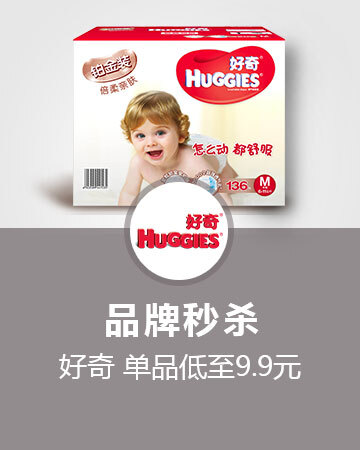 铂金装
倍柔亲肤
好奇
HUGGIES
怎么动 都舒服
136
M
好奇
HUGGIES
品牌秒杀
好奇 单品低至9.9元